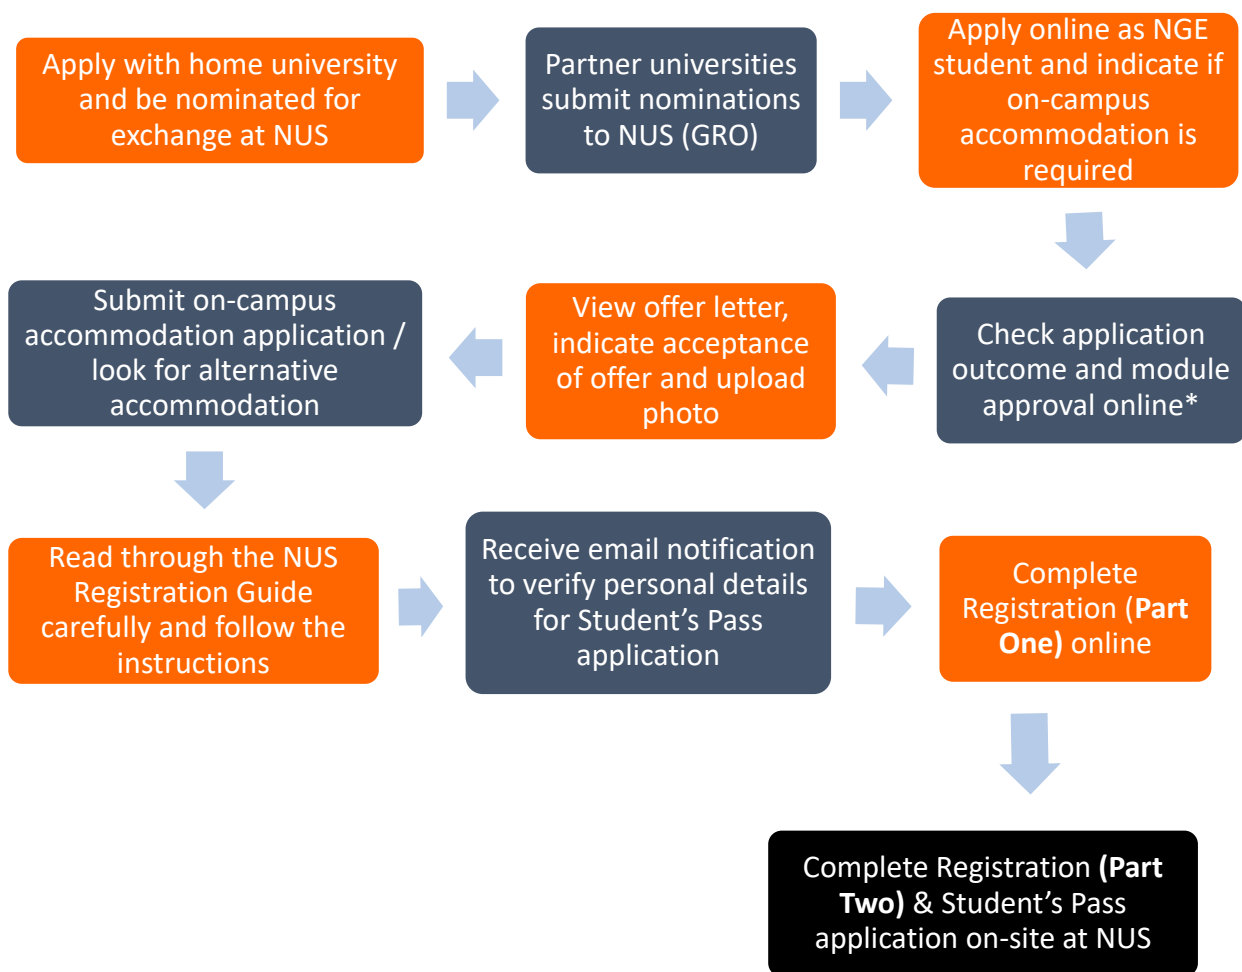 Apply with home university
and be nominated for
exchange at NUS
Partner universities
submit nominations
to NUS (GRO)
Apply online as NGE
student and indicate if
on-campus
accommodation is
required
Check application
outcome and module
approval online*
View offer letter,
indicate acceptance
of offer and upload
photo
Submit on-campus
accommodation application /
look for alternative
accommodation
Read through the NUS
Registration Guide
carefully and follow the
instructions
Receive email notification
to verify personal details
for Student’s Pass
application
Complete
Registration (Part
One) online
Complete Registration (Part
Two) & Student’s Pass
application on-site at NUS